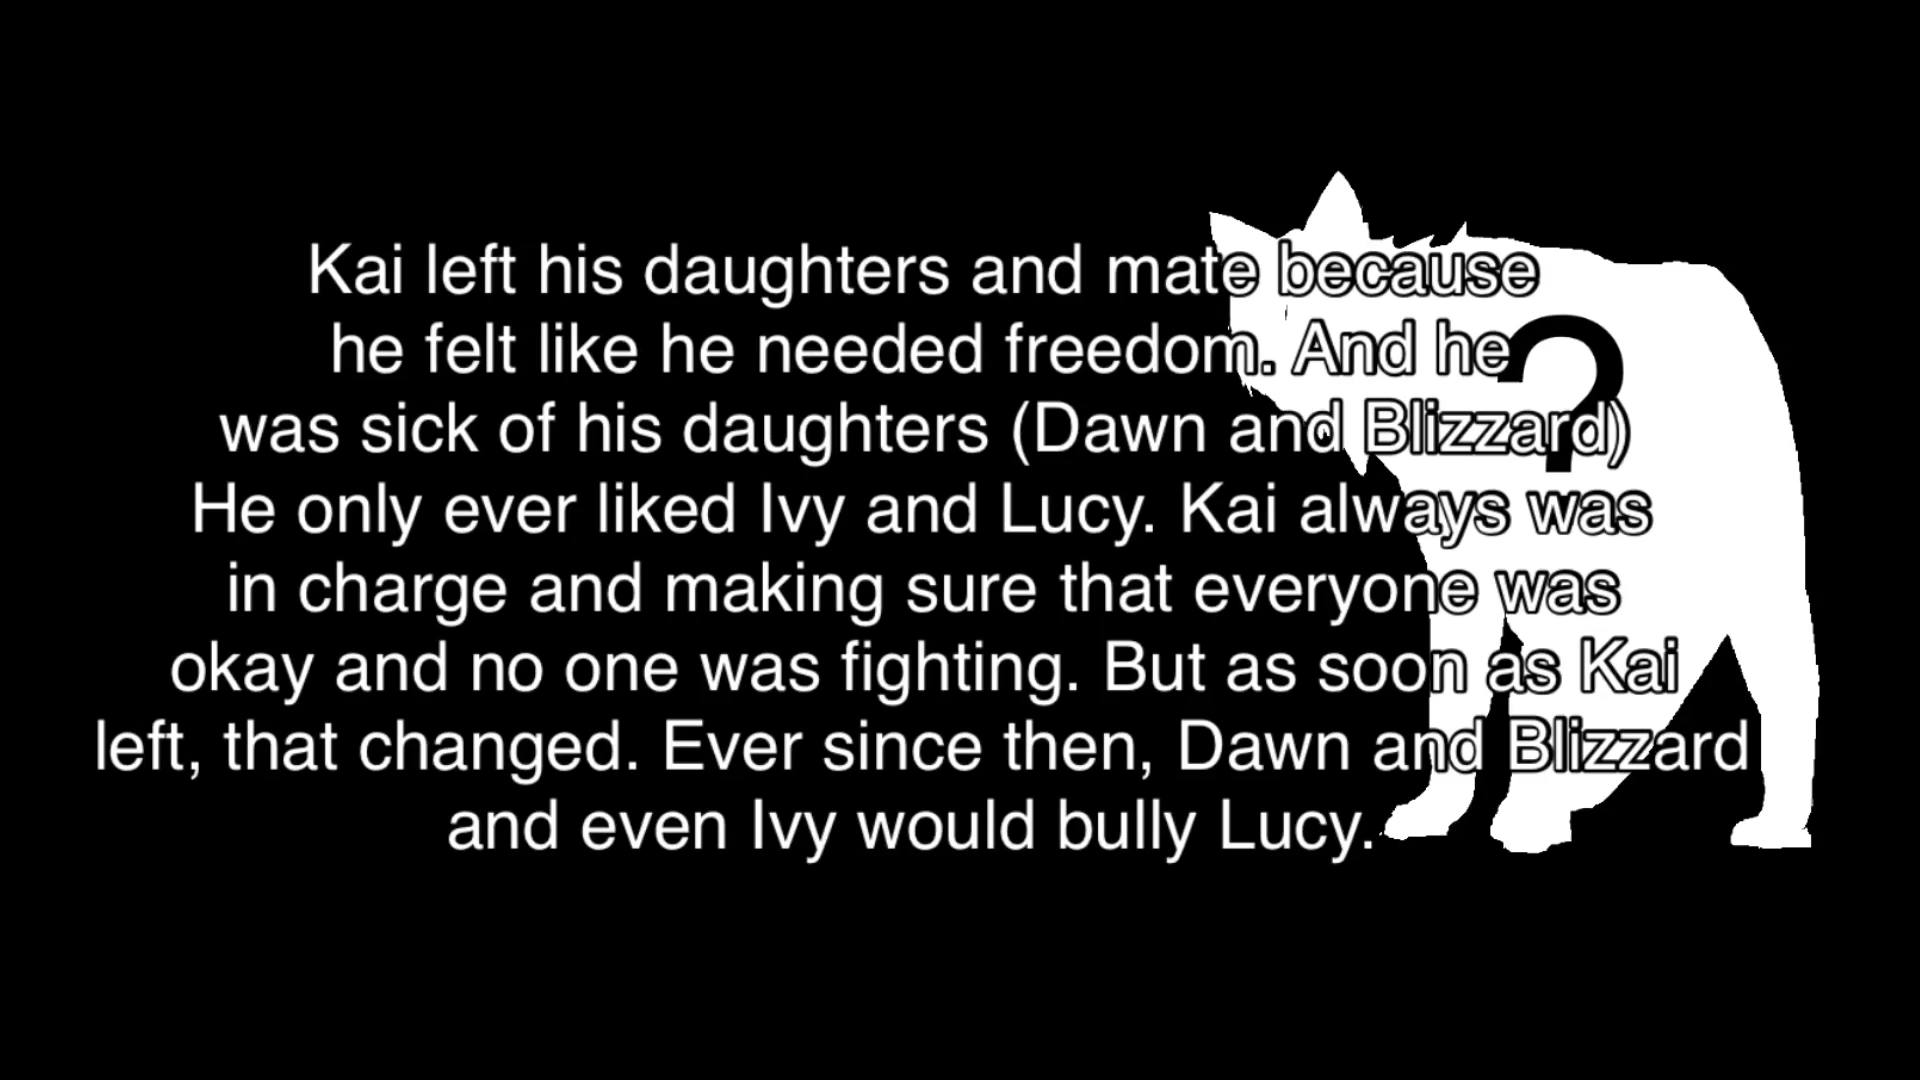 Kai left his daughters and mate because
he felt like he needed freedom. And he
was sick of his daughters (Dawn and Blizzard)
He only ever liked Ivy and Lucy. Kai always was
in charge and making sure that everyone was
okay and no one was fighting. But as soon as Kai
left, that changed. Ever since then, Dawn and Blizzard
and even Ivy would bully Lucy.
?